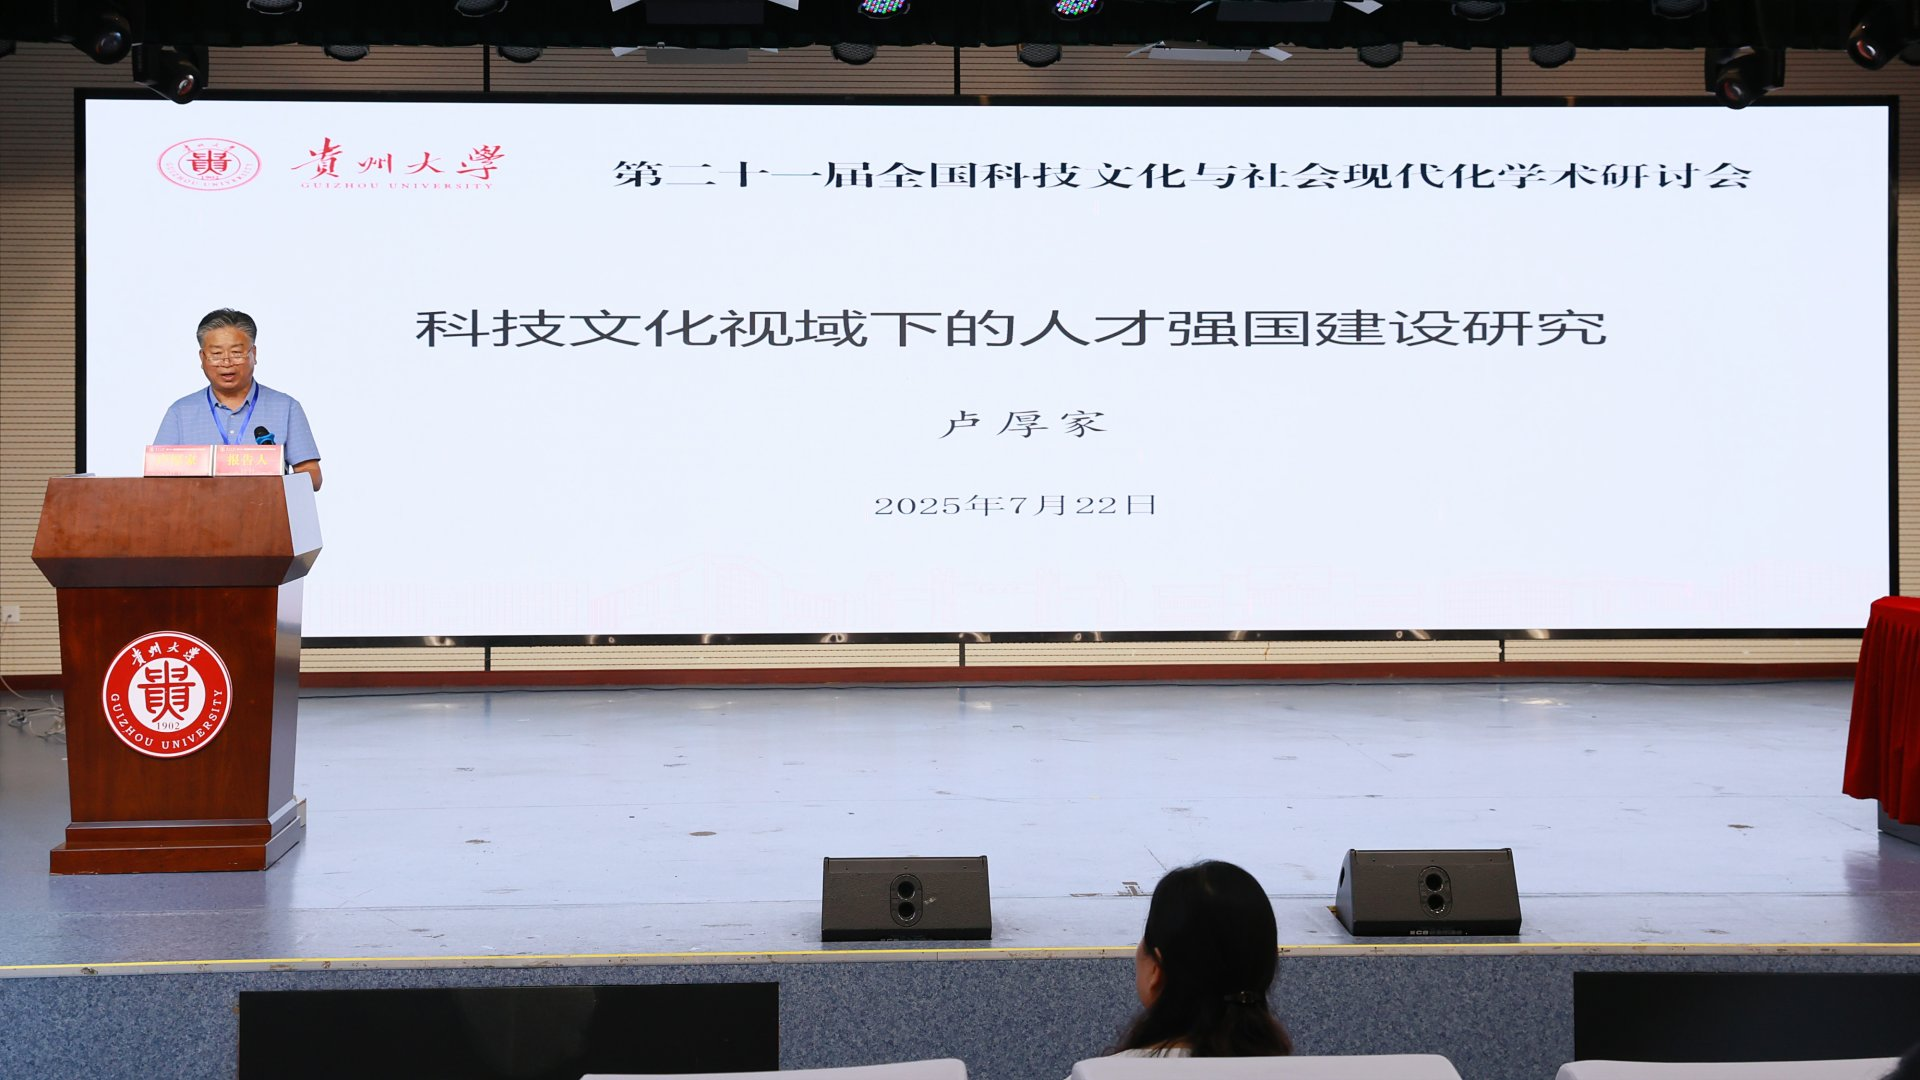 贵州大学
GUIZHOU UNIVERSITY
第二十一届全国科技文化与社会现代化学术研讨会
科技文化视域下的人才强国建设研究
卢厚家
2025年7月22日
报告人
贵州大学
1902
GUIZHOU UNIVERSITY